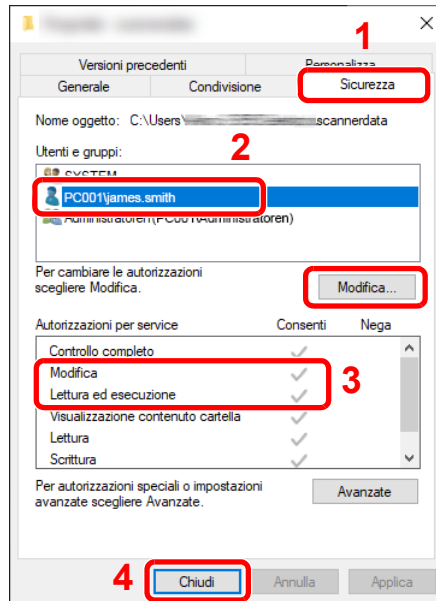 1
Versioni precedenti
Personalizza
Generale
Condivisione
Sicurezza
Nome oggetto: C:\Users\ scannerdata
2
Utenti e gruppi:
SYSTEM
PC001\james.smith
Administratoren (PC001\Administratoren)
Per cambiare le autorizzazioni
scegliere Modifica.
Modifica...
Autorizzazioni per service
Consenti
Nega
Controllo completo
Modifica
Lettura ed esecuzione
3
Visualizzazione contenuto cartella
Lettura
Scrittura
Per autorizzazioni speciali o impostazioni
avanzate scegliere Avanzate.
Avanzate
4
Chiudi
Annulla
Applica